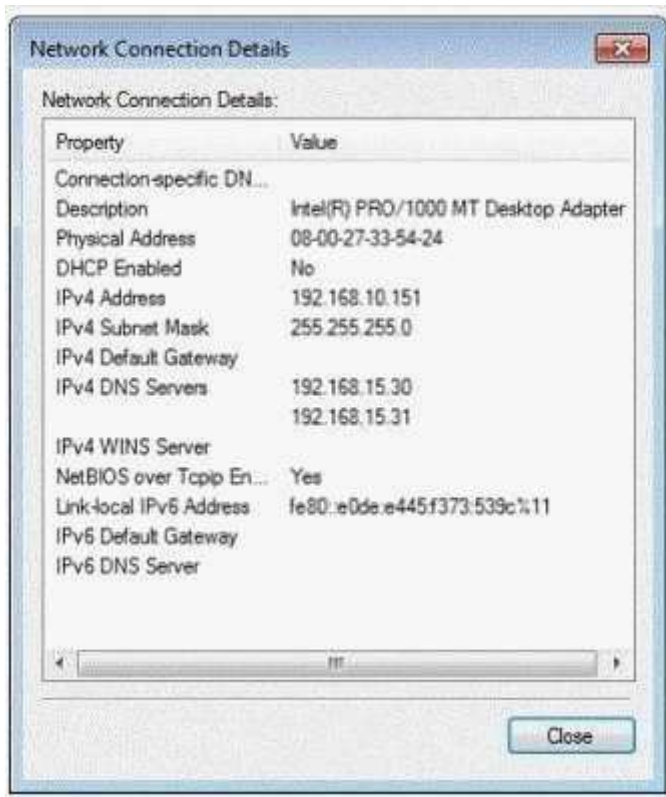 Network Connection Details
Network Connection Details:
Property Value
Connection-specific DN...
Description Intel(R) PRO/1000 MT Desktop Adapter
Physical Address 08-00-27-33-54-24
DHCP Enabled No
IPv4 Address 192.168.10.151
IPv4 Subnet Mask 255.255.255.0
IPv4 Default Gateway
IPv4 DNS Servers 192.168.15.30
192.168.15.31
IPv4 WINS Server
NetBIOS over Tcpip En... Yes
Link-local IPv6 Address fe80::e0de:e445:f373:539c%11
IPv6 Default Gateway
IPv6 DNS Server
Close